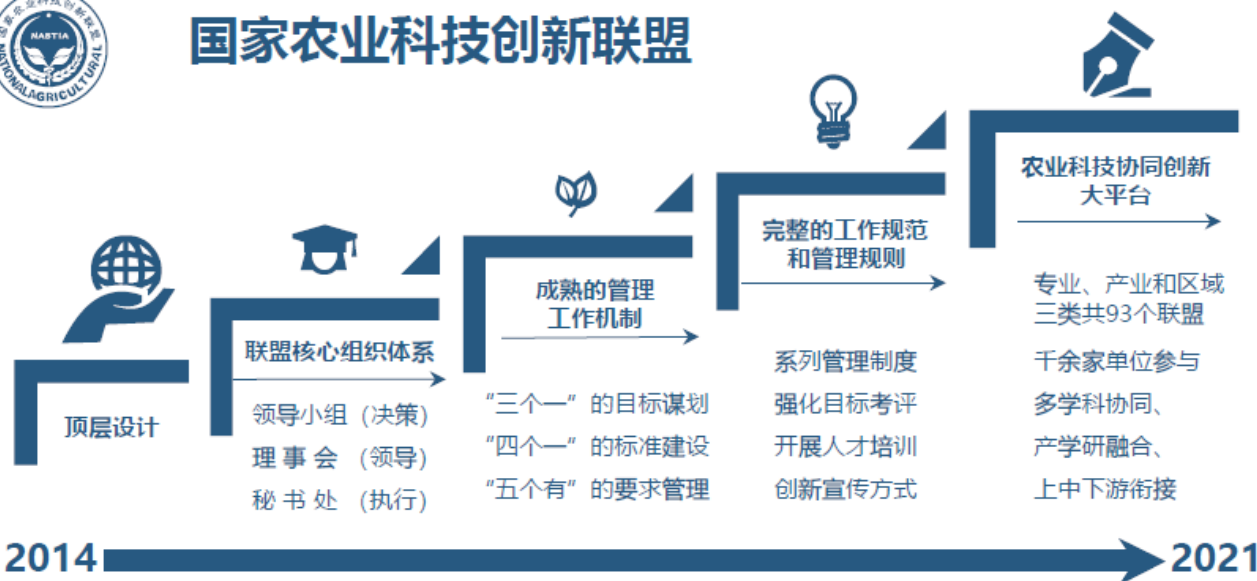 国家农业科技创新联盟
NABTIA
顶层设计
联盟核心组织体系
领导小组（决策）
理事会 （领导）
秘书处 （执行）
成熟的管理
工作机制
“三个一”的目标谋划
“四个一”的标准建设
“五个有”的要求管理
完整的工作规范
和管理规则
系列管理制度
强化目标考评
开展人才培训
创新宣传方式
农业科技协同创新
大平台
专业、产业和区域
三类共93个联盟
千余家单位参与
多学科协同、
产学研融合、
上中下游衔接
2014
2021